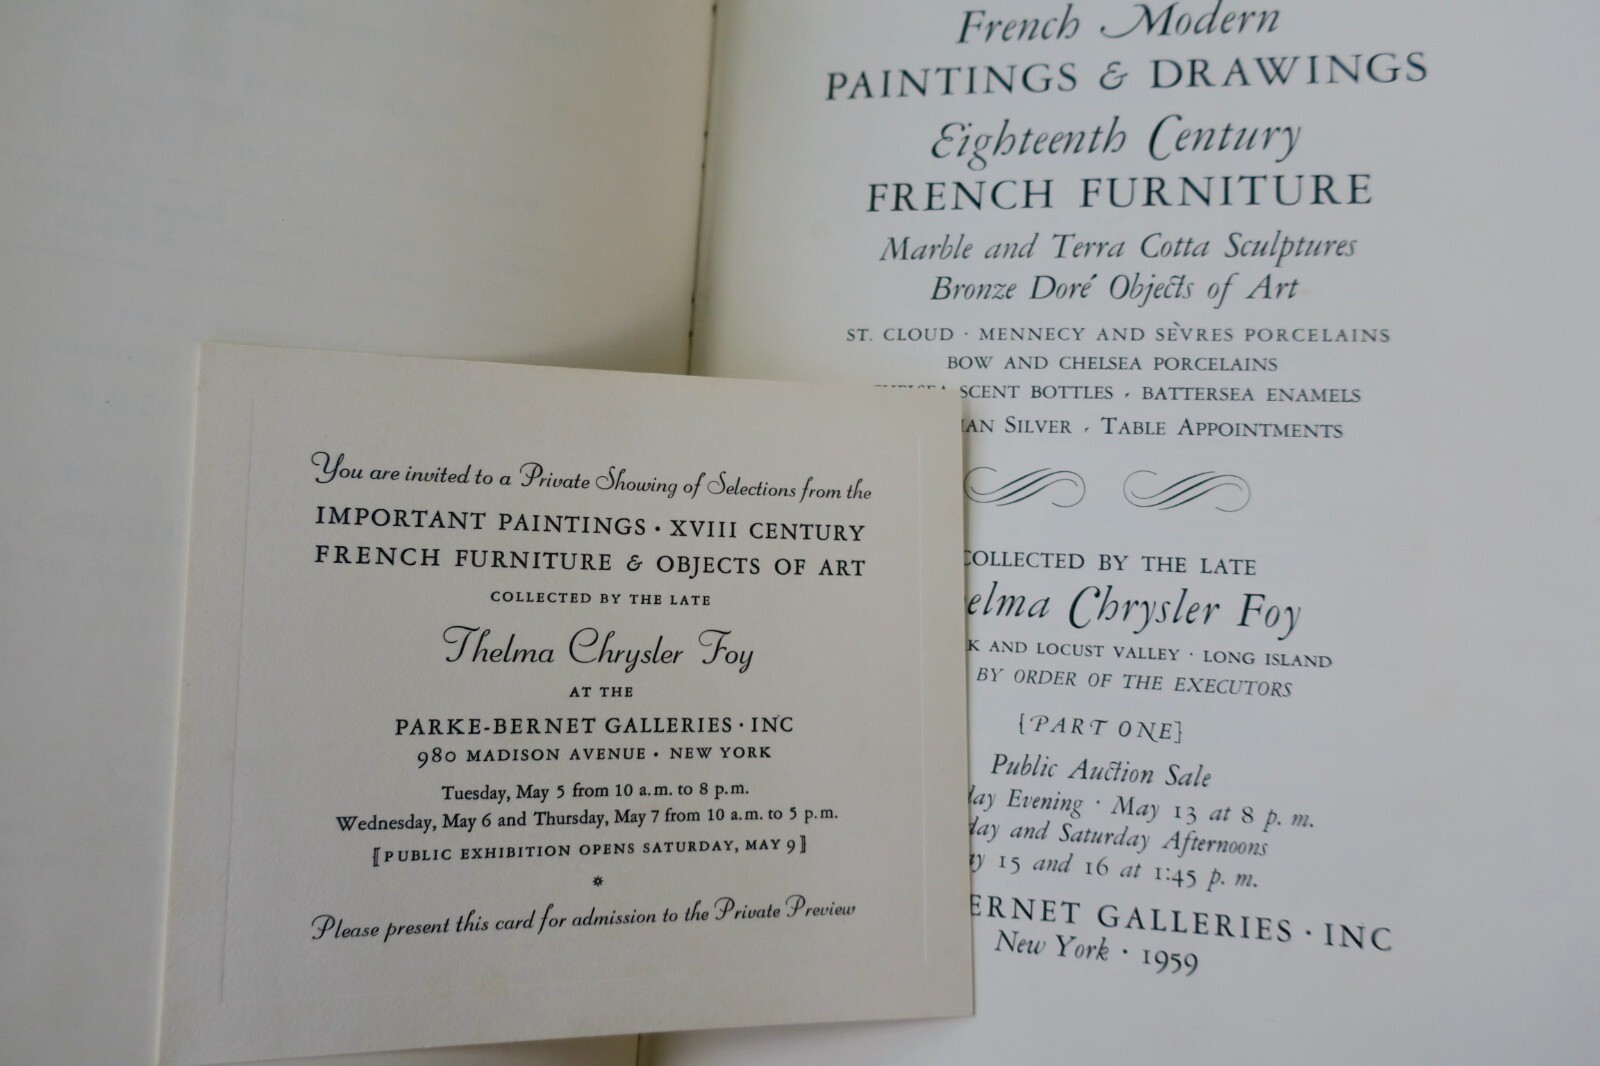 French Modern
PAINTINGS & DRAWINGS
Eighteenth Century
FRENCH FURNITURE
Marble and Terra Cotta Sculptures
Bronze Doré Objects of Art
ST. CLOUD · MENNECY AND SÈVRES PORCELAINS
BOW AND CHELSEA PORCELAINS
SCENT BOTTLES · BATTERSEA ENAMELS
SILVER · TABLE APPOINTMENTS
COLLECTED BY THE LATE
Chrysler Foy
AND LOCUST VALLEY · LONG ISLAND
BY ORDER OF THE EXECUTORS
[PART ONE]
Public Auction Sale
Evening · May 13 at 8 p. m.
and Saturday Afternoons
15 and 16 at 1:45 p. m.
GALLERIES · INC
New York · 1959
You are invited to a Private Showing of Selections from the
IMPORTANT PAINTINGS · XVIII CENTURY
FRENCH FURNITURE & OBJECTS OF ART
COLLECTED BY THE LATE
Thelma Chrysler Foy
AT THE
PARKE-BERNET GALLERIES · INC
980 MADISON AVENUE · NEW YORK
Tuesday, May 5 from 10 a.m. to 8 p.m.
Wednesday, May 6 and Thursday, May 7 from 10 a.m. to 5 p.m.
[PUBLIC EXHIBITION OPENS SATURDAY, MAY 9]
Please present this card for admission to the Private Preview